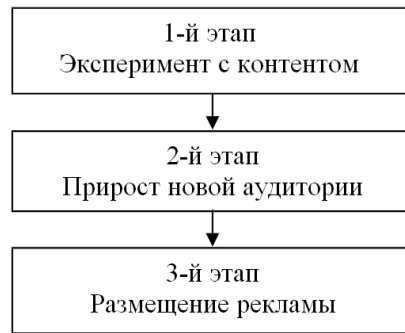 1-й этап
Эксперимент с контентом
2-й этап
Прирост новой аудитории
3-й этап
Размещение рекламы